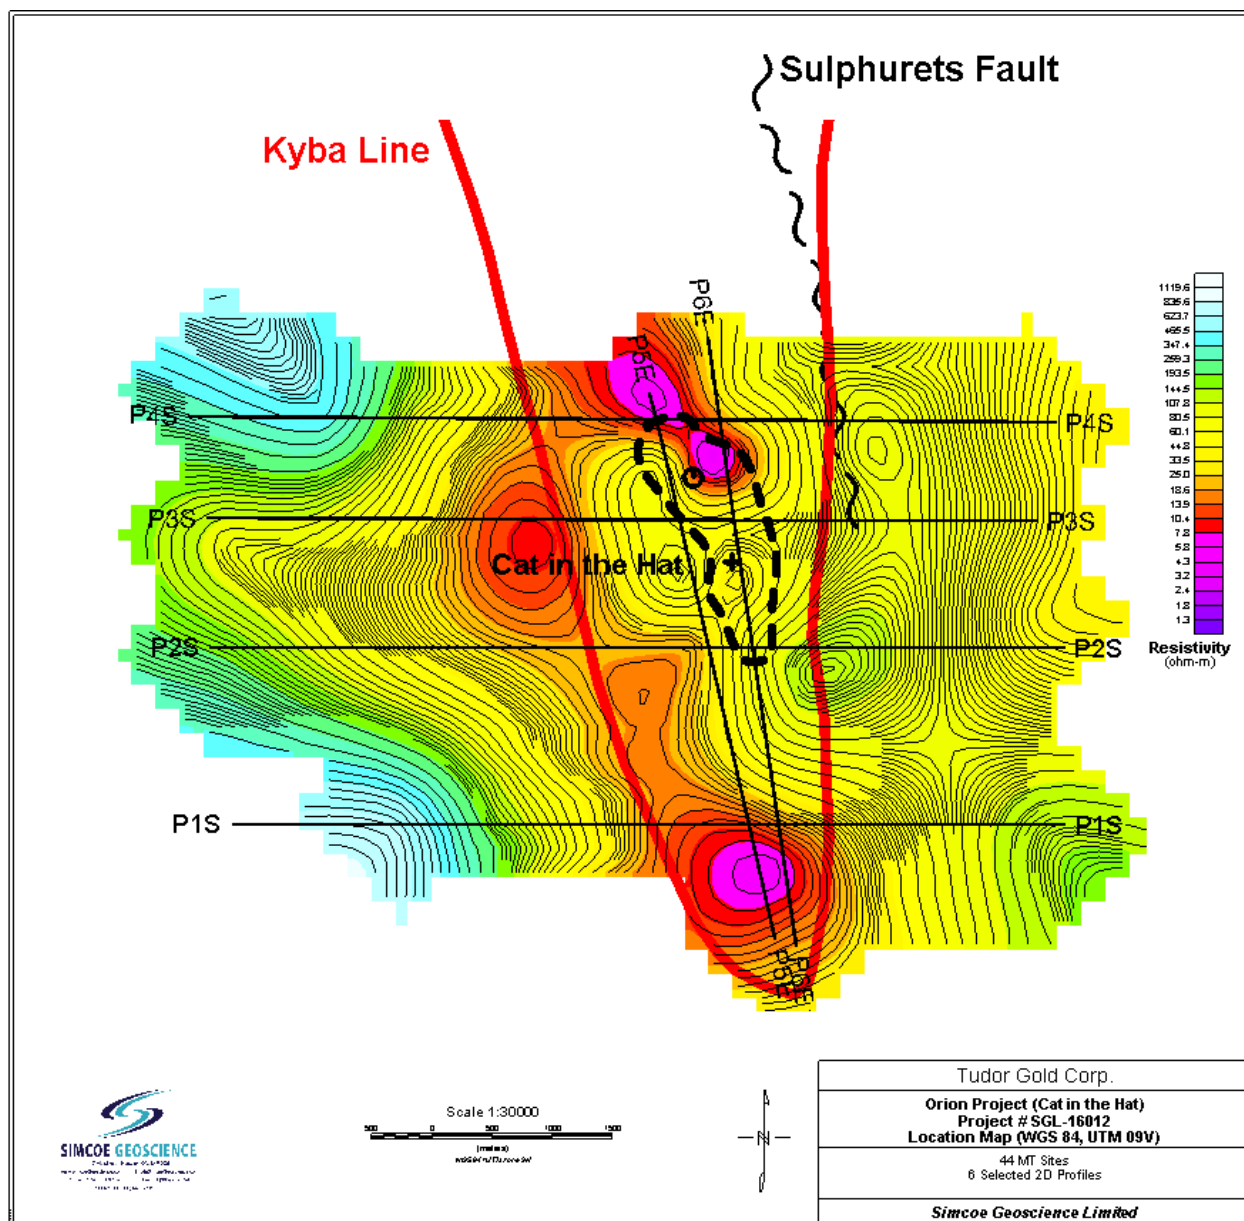 Sulphurets Fault
Kyba Line
P6E
P5E
P4S
P4S
P3S
P3S
Cat in the Hat
P2S
P2S
P1S
P1S
P5E
P6E
1119.6
835.6
623.7
465.5
347.4
259.3
193.5
144.5
107.8
80.5
60.1
44.8
33.5
25.0
18.6
13.9
10.4
7.8
5.8
4.3
3.2
2.4
1.8
1.3
Resistivity
(ohm-m)
SIMCOE GEOSCIENCE
Scale 1:30000
500 0 500 1000 1500
(meters)
N
Tudor Gold Corp.
Orion Project (Cat in the Hat)
Project # SGL-16012
Location Map (WGS 84, UTM 09V)
44 MT Sites
6 Selected 2D Profiles
Simcoe Geoscience Limited